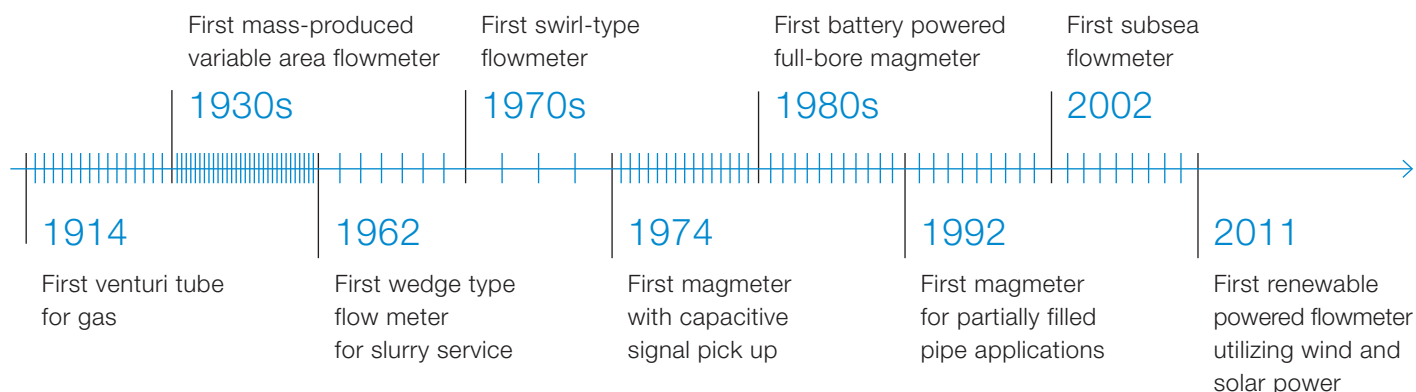 First mass-produced
variable area flowmeter
1930s
First swirl-type
flowmeter
1970s
First battery powered
full-bore magmeter
1980s
First subsea
flowmeter
2002
1914
First venturi tube
for gas
1962
First wedge type
flow meter
for slurry service
1974
First magmeter
with capacitive
signal pick up
1992
First magmeter
for partially filled
pipe applications
2011
First renewable
powered flowmeter
utilizing wind and
solar power